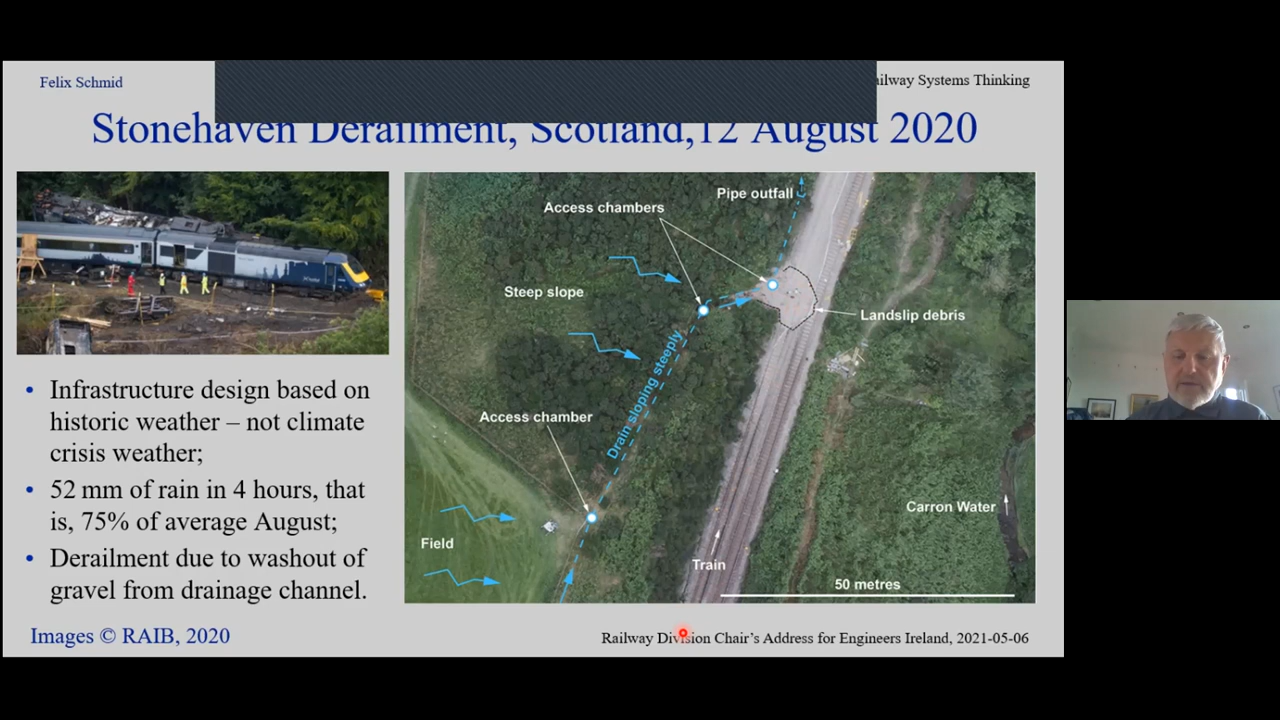 Felix Schmid
ailway Systems Thinking
Stonehaven Derailment, Scotland,12 August 2020
Pipe outfall
Access chambers
Steep slope
Landslip debris
Drain sloping steeply
Access chamber
Carron Water
Field
Train
50 metres
• Infrastructure design based on
historic weather – not climate
crisis weather;
• 52 mm of rain in 4 hours, that
is, 75% of average August;
• Derailment due to washout of
gravel from drainage channel.
Images © RAIB, 2020
Railway Division Chair’s Address for Engineers Ireland, 2021-05-06